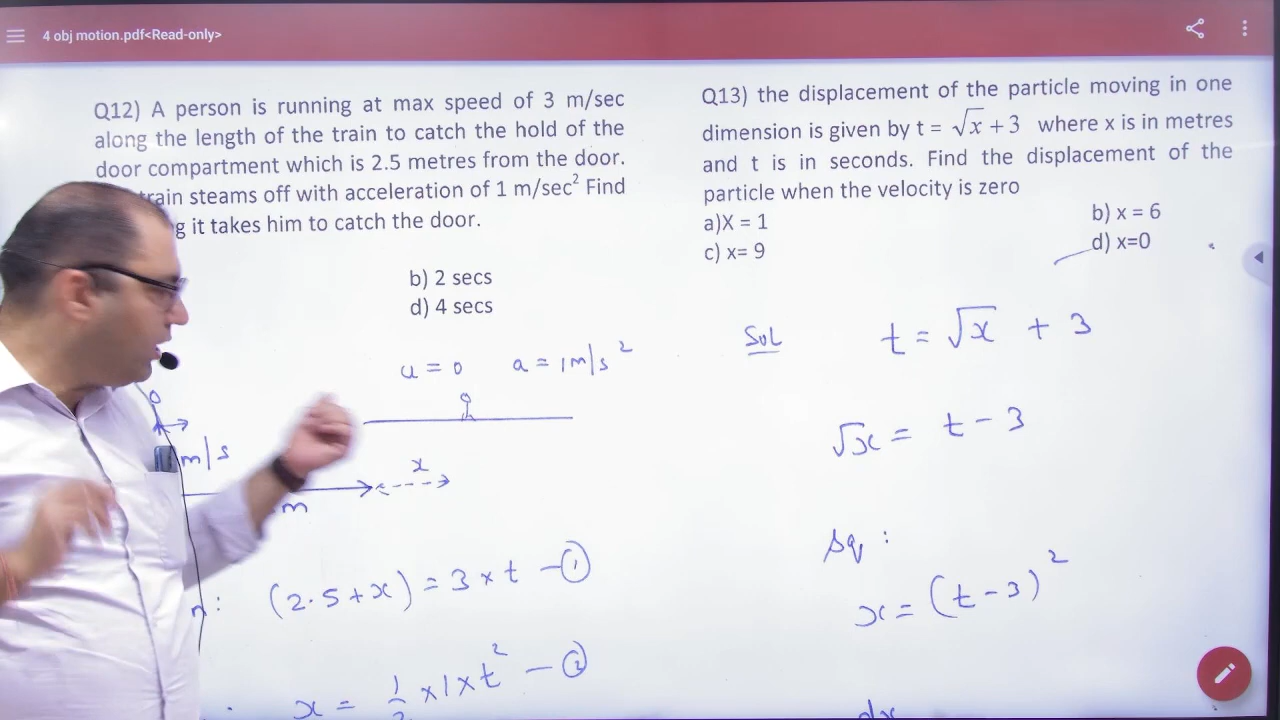 4 obj motion.pdf<Read-only>
Q12) A person is running at max speed of 3 m/sec
along the length of the train to catch the hold of the
door compartment which is 2.5 metres from the door.
train steams off with acceleration of 1 m/sec² Find
g it takes him to catch the door.
b) 2 secs
d) 4 secs
u = 0 a = 1m/s²
m/s
x
m
n: (2.5+x) = 3 × t — ①
x = 1/2 ×1×t² — ②
Q13) the displacement of the particle moving in one
dimension is given by t = √x + 3 where x is in metres
and t is in seconds. Find the displacement of the
particle when the velocity is zero
a)X = 1 b) x = 6
c) x= 9 d) x=0
Sol t = √x + 3
√x = t - 3
Sq :
x = (t-3)²
dx